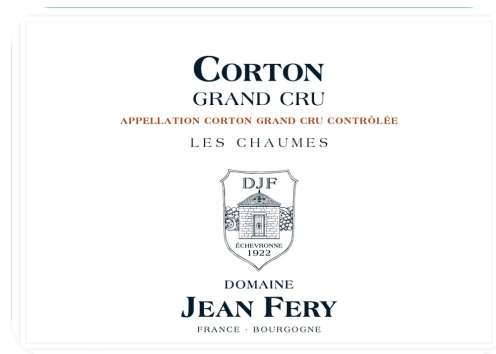 CORTON
GRAND CRU
APPELLATION CORTON GRAND CRU CONTRÔLÉE
LES CHAUMES
DJF
ÉCHEVRONNE
1922
DOMAINE
JEAN FERY
FRANCE · BOURGOGNE